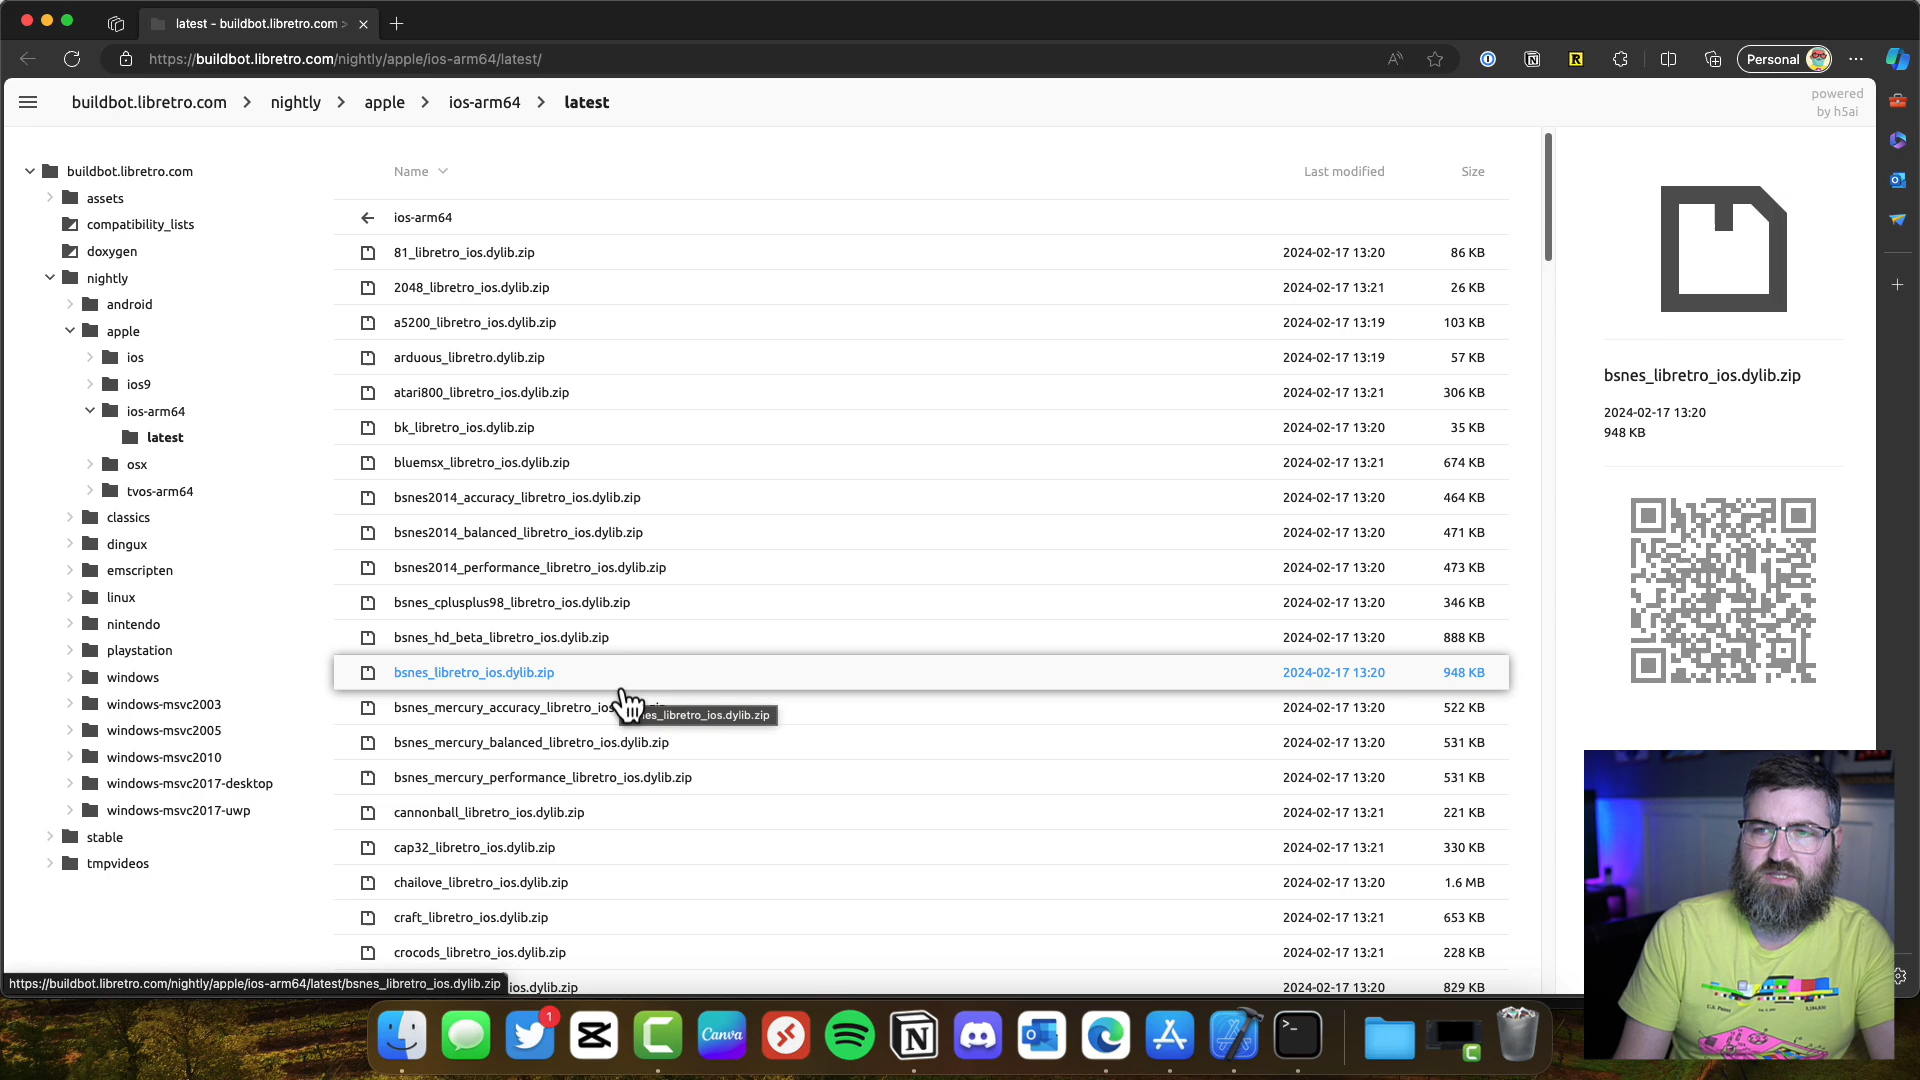 latest - buildbot.libretro.com >
https://buildbot.libretro.com/nightly/apple/ios-arm64/latest/
Personal
buildbot.libretro.com > nightly > apple > ios-arm64 > latest
powered
by h5ai
buildbot.libretro.com
assets
compatibility_lists
doxygen
nightly
android
apple
ios
ios9
ios-arm64
latest
osx
tvos-arm64
classics
dingux
emscripten
linux
nintendo
playstation
windows
windows-msvc2003
windows-msvc2005
windows-msvc2010
windows-msvc2017-desktop
windows-msvc2017-uwp
stable
tmpvideos
Name Last modified Size
ios-arm64
81_libretro_ios.dylib.zip 2024-02-17 13:20 86 KB
2048_libretro_ios.dylib.zip 2024-02-17 13:21 26 KB
a5200_libretro_ios.dylib.zip 2024-02-17 13:19 103 KB
arduous_libretro.dylib.zip 2024-02-17 13:19 57 KB
atari800_libretro_ios.dylib.zip 2024-02-17 13:21 306 KB
bk_libretro_ios.dylib.zip 2024-02-17 13:20 35 KB
bluemsx_libretro_ios.dylib.zip 2024-02-17 13:21 674 KB
bsnes2014_accuracy_libretro_ios.dylib.zip 2024-02-17 13:20 464 KB
bsnes2014_balanced_libretro_ios.dylib.zip 2024-02-17 13:20 471 KB
bsnes2014_performance_libretro_ios.dylib.zip 2024-02-17 13:20 473 KB
bsnes_cplusplus98_libretro_ios.dylib.zip 2024-02-17 13:20 346 KB
bsnes_hd_beta_libretro_ios.dylib.zip 2024-02-17 13:20 888 KB
bsnes_libretro_ios.dylib.zip 2024-02-17 13:20 948 KB
bsnes_mercury_accuracy_libretro_ios 2024-02-17 13:20 522 KB
es_libretro_ios.dylib.zip
bsnes_mercury_balanced_libretro_ios.dylib.zip 2024-02-17 13:20 531 KB
bsnes_mercury_performance_libretro_ios.dylib.zip 2024-02-17 13:20 531 KB
cannonball_libretro_ios.dylib.zip 2024-02-17 13:21 221 KB
cap32_libretro_ios.dylib.zip 2024-02-17 13:21 330 KB
chailove_libretro_ios.dylib.zip 2024-02-17 13:20 1.6 MB
craft_libretro_ios.dylib.zip 2024-02-17 13:21 653 KB
crocods_libretro_ios.dylib.zip 2024-02-17 13:21 228 KB
ios.dylib.zip 2024-02-17 13:20 829 KB
bsnes_libretro_ios.dylib.zip
2024-02-17 13:20
948 KB
https://buildbot.libretro.com/nightly/apple/ios-arm64/latest/bsnes_libretro_ios.dylib.zip
1
Canva